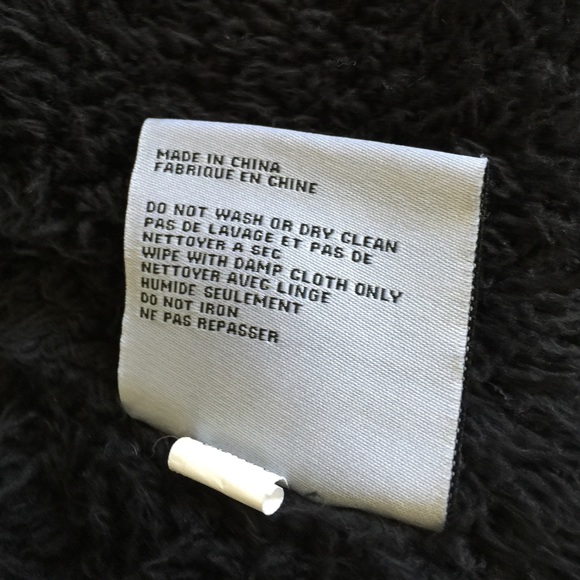 MADE IN CHINA
FABRIQUE EN CHINE
DO NOT WASH OR DRY CLEAN
PAS DE LAVAGE ET PAS DE
NETTOYER A SEC
WIPE WITH DAMP CLOTH ONLY
NETTOYER AVEC LINGE
HUMIDE SEULEMENT
DO NOT IRON
NE PAS REPASSER